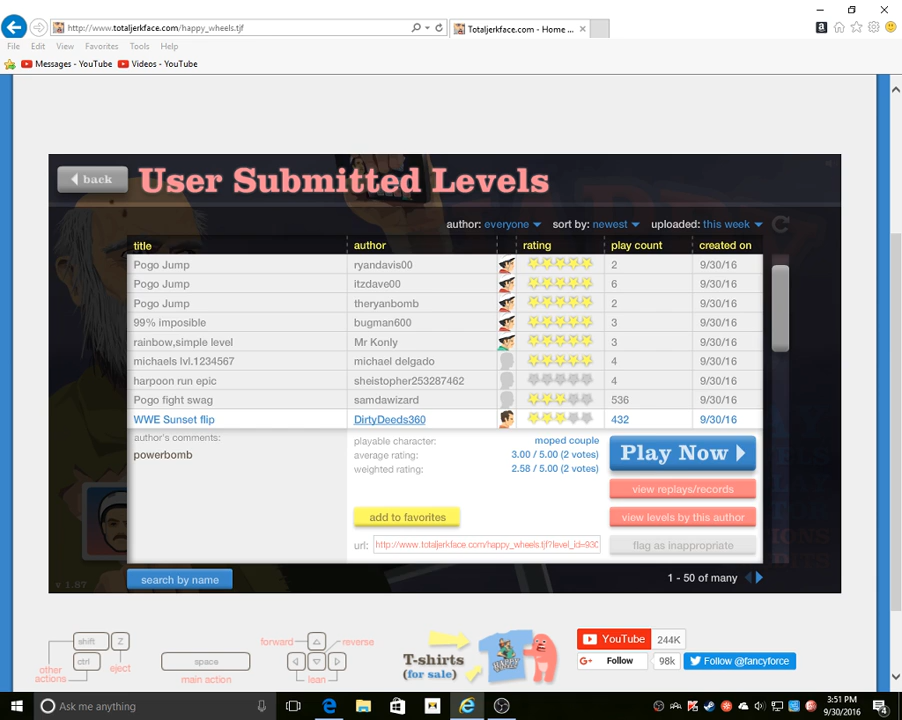 http://www.totaljerkface.com/happy_wheels.tjf
Totaljerkface.com - Home ...
File Edit View Favorites Tools Help
Messages - YouTube Videos - YouTube
back
User Submitted Levels
author: everyone sort by: newest uploaded: this week
title author rating play count created on
Pogo Jump ryandavis00 2 9/30/16
Pogo Jump itzdave00 6 9/30/16
Pogo Jump theryanbomb 2 9/30/16
99% imposible bugman600 3 9/30/16
rainbow,simple level Mr Konly 3 9/30/16
michaels lvl.1234567 michael delgado 4 9/30/16
harpoon run epic sheistopher253287462 4 9/30/16
Pogo fight swag samdawizard 536 9/30/16
WWE Sunset flip DirtyDeeds360 432 9/30/16
author's comments:
powerbomb
playable character: moped couple
average rating: 3.00 / 5.00 (2 votes)
weighted rating: 2.58 / 5.00 (2 votes)
Play Now
view replays/records
add to favorites
view levels by this author
url: http://www.totaljerkface.com/happy_wheels.tjf?level_id=930
flag as inappropriate
search by name
1 - 50 of many
v 1.87
shift Z
ctrl
other actions
eject
space
main action
forward
reverse
lean
T-shirts
(for sale)
HAPPY WHEELS
YouTube 244K
G+ Follow 98k
Follow @fancyforce
Ask me anything
3:51 PM
9/30/2016
4